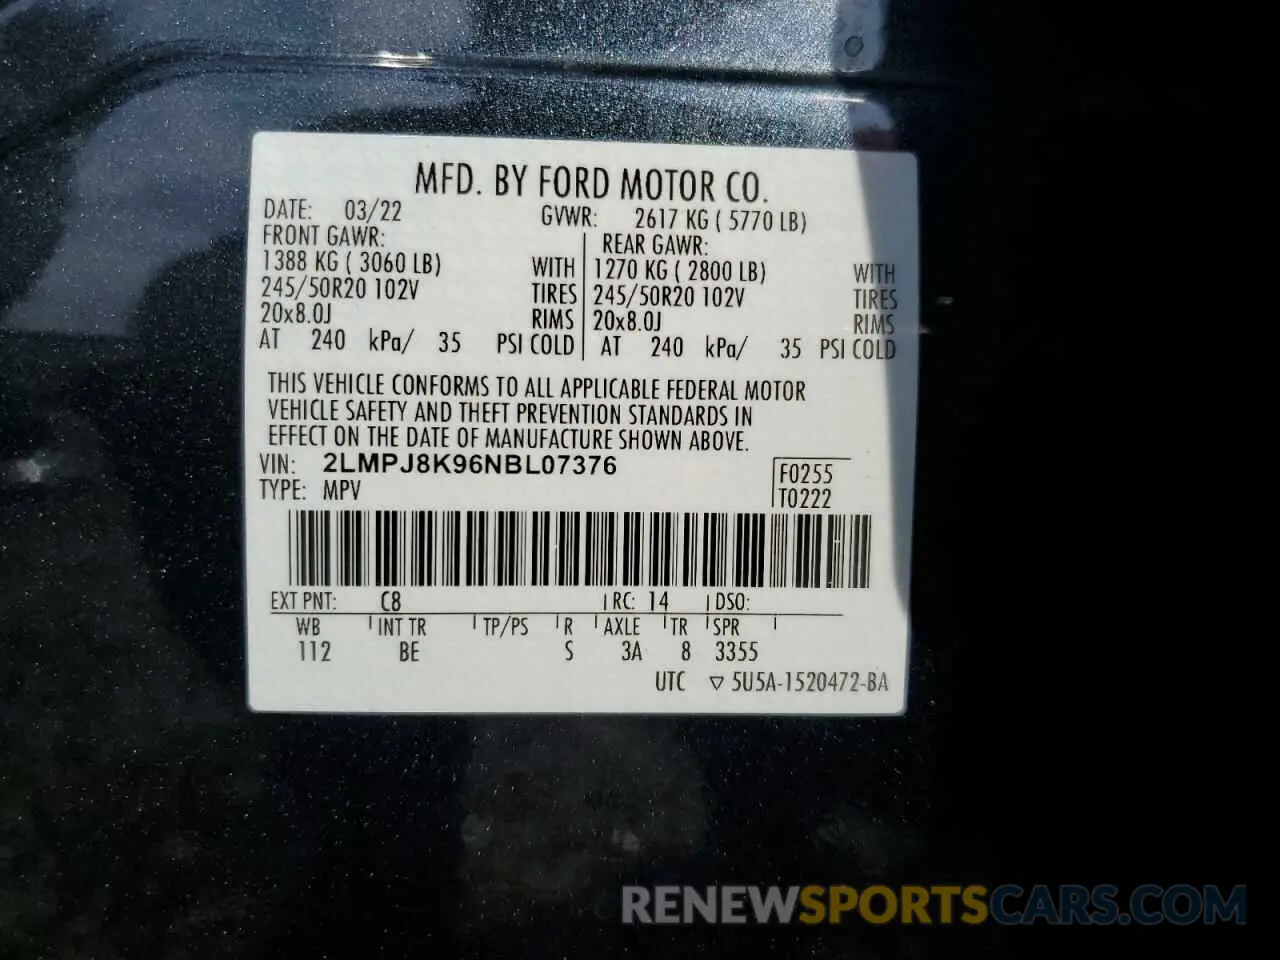 MFD. BY FORD MOTOR CO.
DATE: 03/22 GVWR: 2617 KG ( 5770 LB)
FRONT GAWR: REAR GAWR:
1388 KG ( 3060 LB) WITH 1270 KG ( 2800 LB) WITH
245/50R20 102V TIRES 245/50R20 102V TIRES
20x8.0J RIMS 20x8.0J RIMS
AT 240 kPa/ 35 PSI COLD AT 240 kPa/ 35 PSI COLD
THIS VEHICLE CONFORMS TO ALL APPLICABLE FEDERAL MOTOR
VEHICLE SAFETY AND THEFT PREVENTION STANDARDS IN
EFFECT ON THE DATE OF MANUFACTURE SHOWN ABOVE.
VIN: 2LMPJ8K96NBL07376 F0255
TYPE: MPV T0222
EXT PNT: C8 RC: 14 DSO:
WB INT TR TP/PS R AXLE TR SPR
112 BE S 3A 8 3355
UTC ▽ 5U5A-1520472-BA
RENEWSPORTSCARS.COM